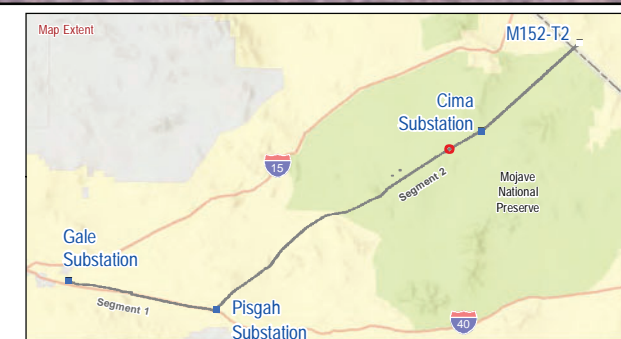 Map Extent
M152-T2
Cima
Substation
15
Segment 2
Mojave
National
Preserve
Gale
Substation
Segment 1
Pisgah
Substation
40